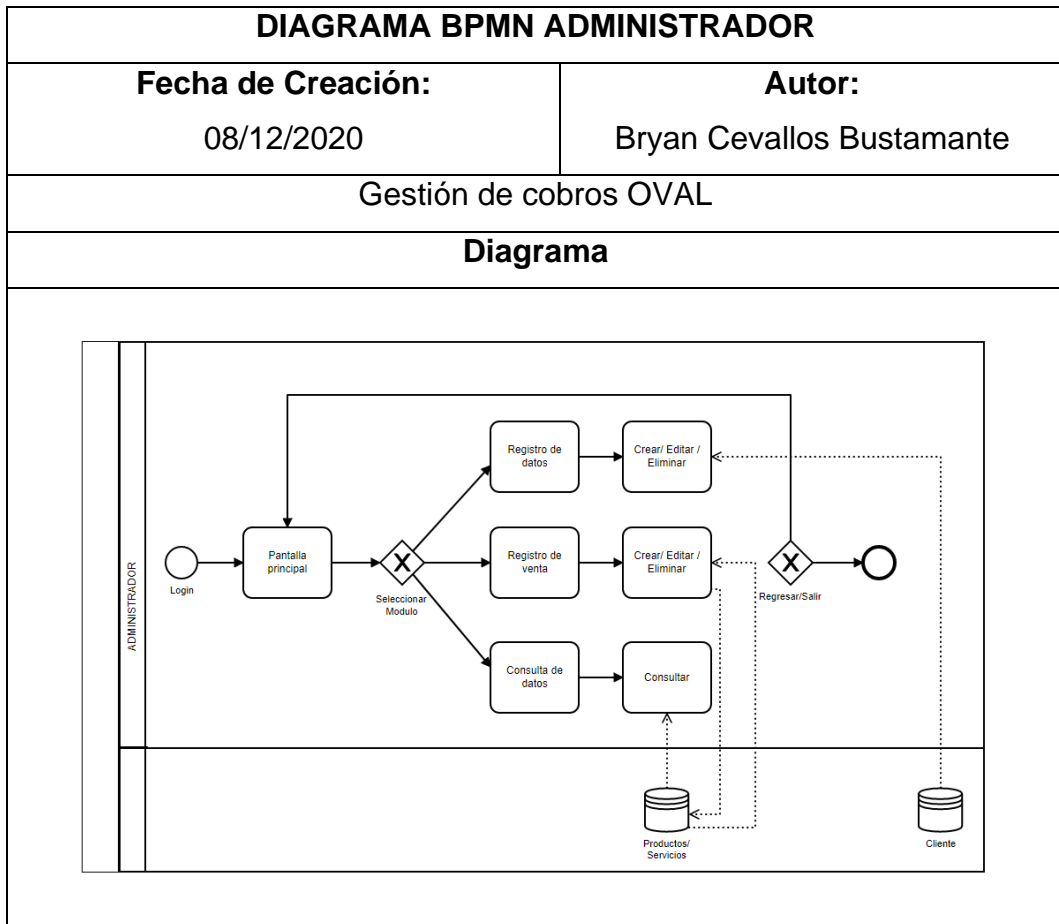 DIAGRAMA BPMN ADMINISTRADOR
Fecha de Creación:
08/12/2020
Autor:
Bryan Cevallos Bustamante
Gestión de cobros OVAL
Diagrama
ADMINISTRADOR
Login
Pantalla
principal
Seleccionar
Modulo
Registro de
datos
Crear/ Editar /
Eliminar
Registro de
venta
Crear/ Editar /
Eliminar
Consulta de
datos
Consultar
Regresar/Salir
Productos/
Servicios
Cliente